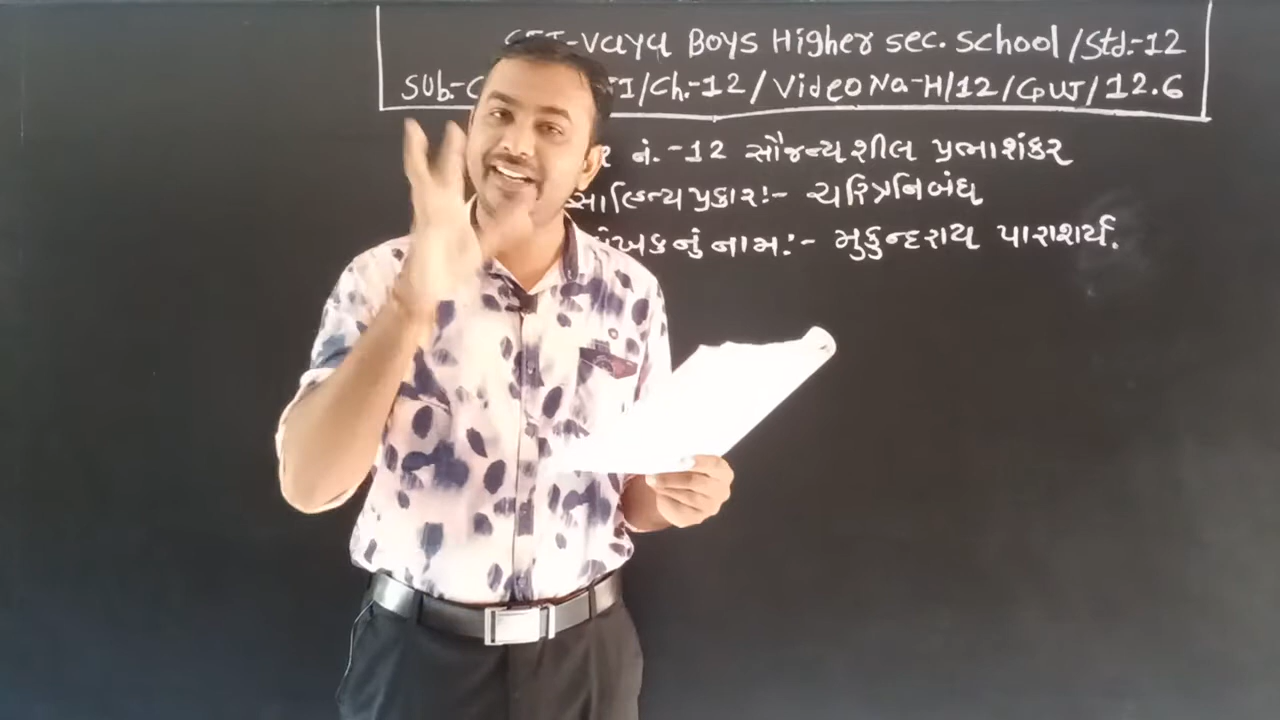 Vaya Boys Higher sec. School /Std.-12
SUB.- /Ch.-12 / Video No-H/12 / GUJ / 12.6
નં.-12 સૌજન્યશીલ પ્રભાશંકર
સાહિત્યપ્રકાર:- ચરિત્રનિબંધ
નું નામ:- મુકુન્દરાય પારાશર્ય.